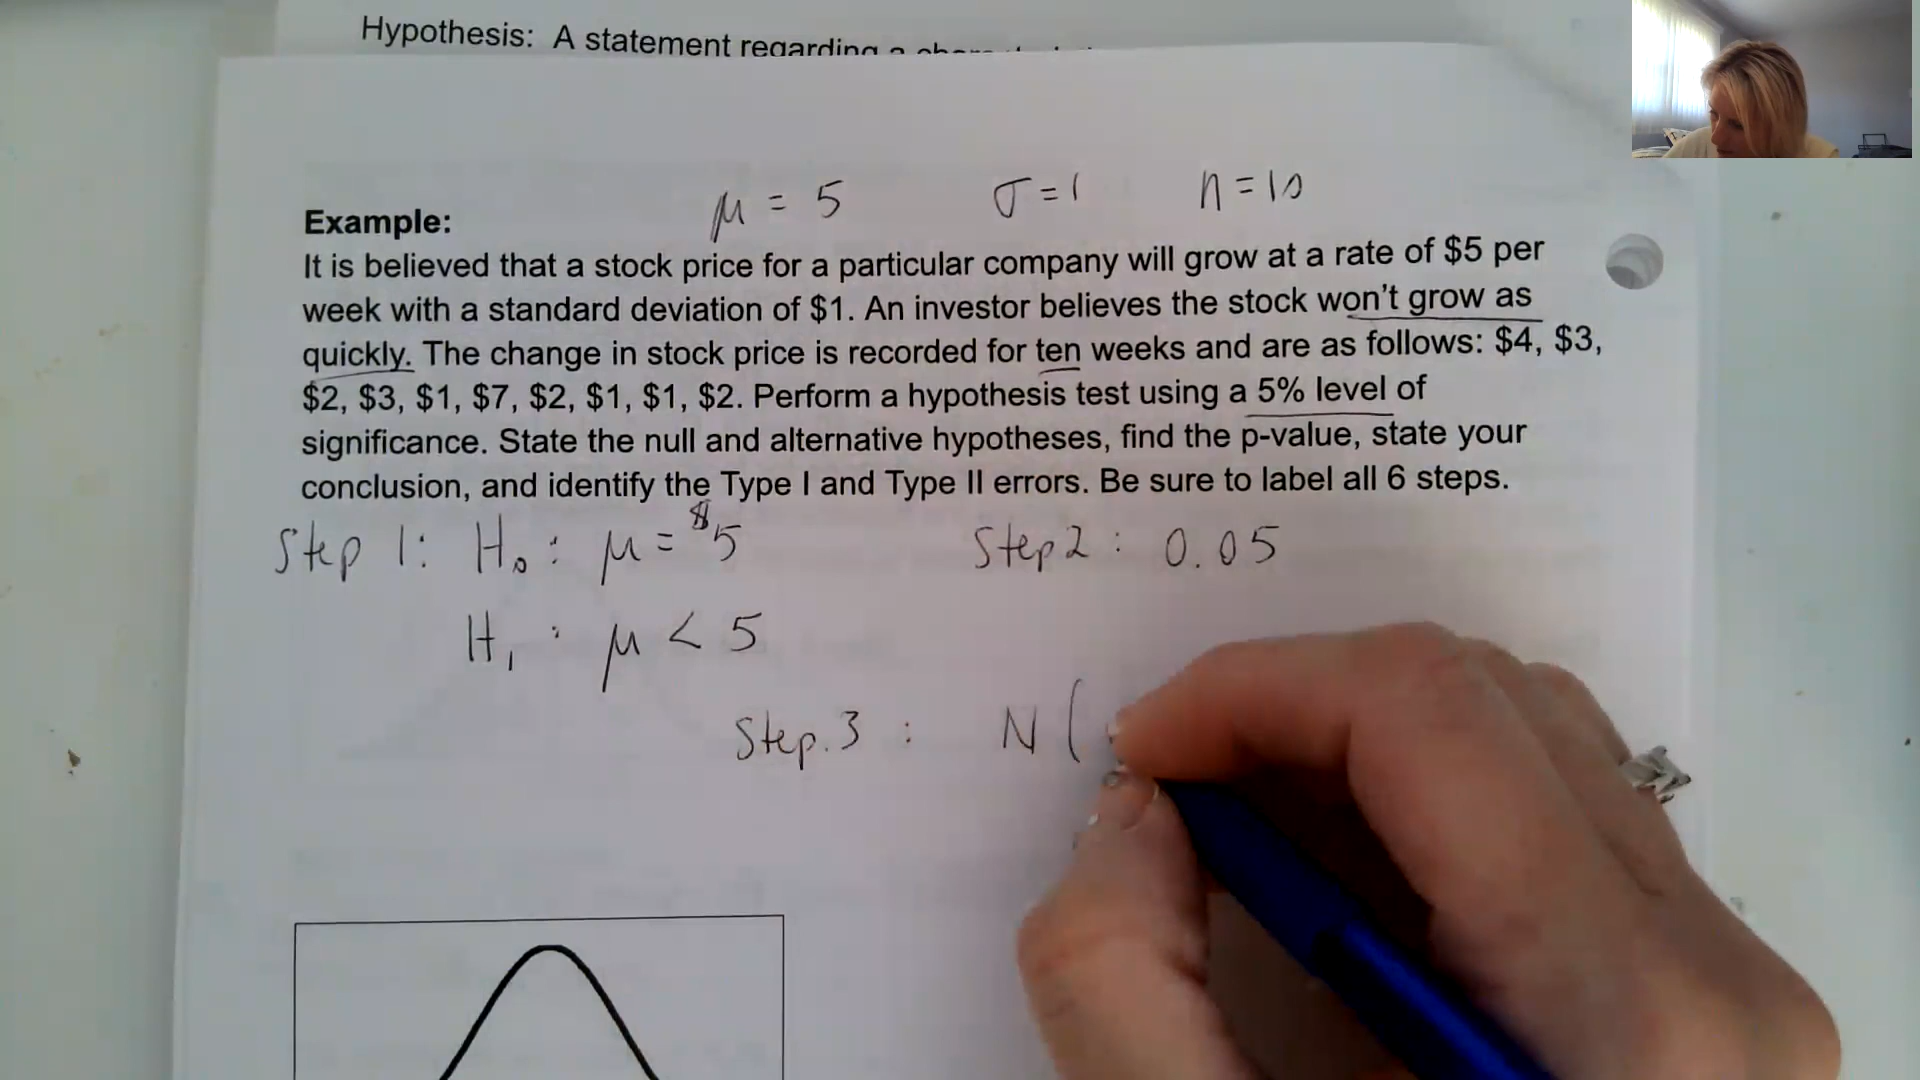 Hypothesis: A statement regarding a
μ = 5 σ = 1 n = 10
Example:
It is believed that a stock price for a particular company will grow at a rate of $5 per
week with a standard deviation of $1. An investor believes the stock won't grow as
quickly. The change in stock price is recorded for ten weeks and are as follows: $4, $3,
$2, $3, $1, $7, $2, $1, $1, $2. Perform a hypothesis test using a 5% level of
significance. State the null and alternative hypotheses, find the p-value, state your
conclusion, and identify the Type I and Type II errors. Be sure to label all 6 steps.
Step 1: H₀ : μ = $5 Step 2 : 0.05
H₁ : μ < 5
Step. 3 : N (